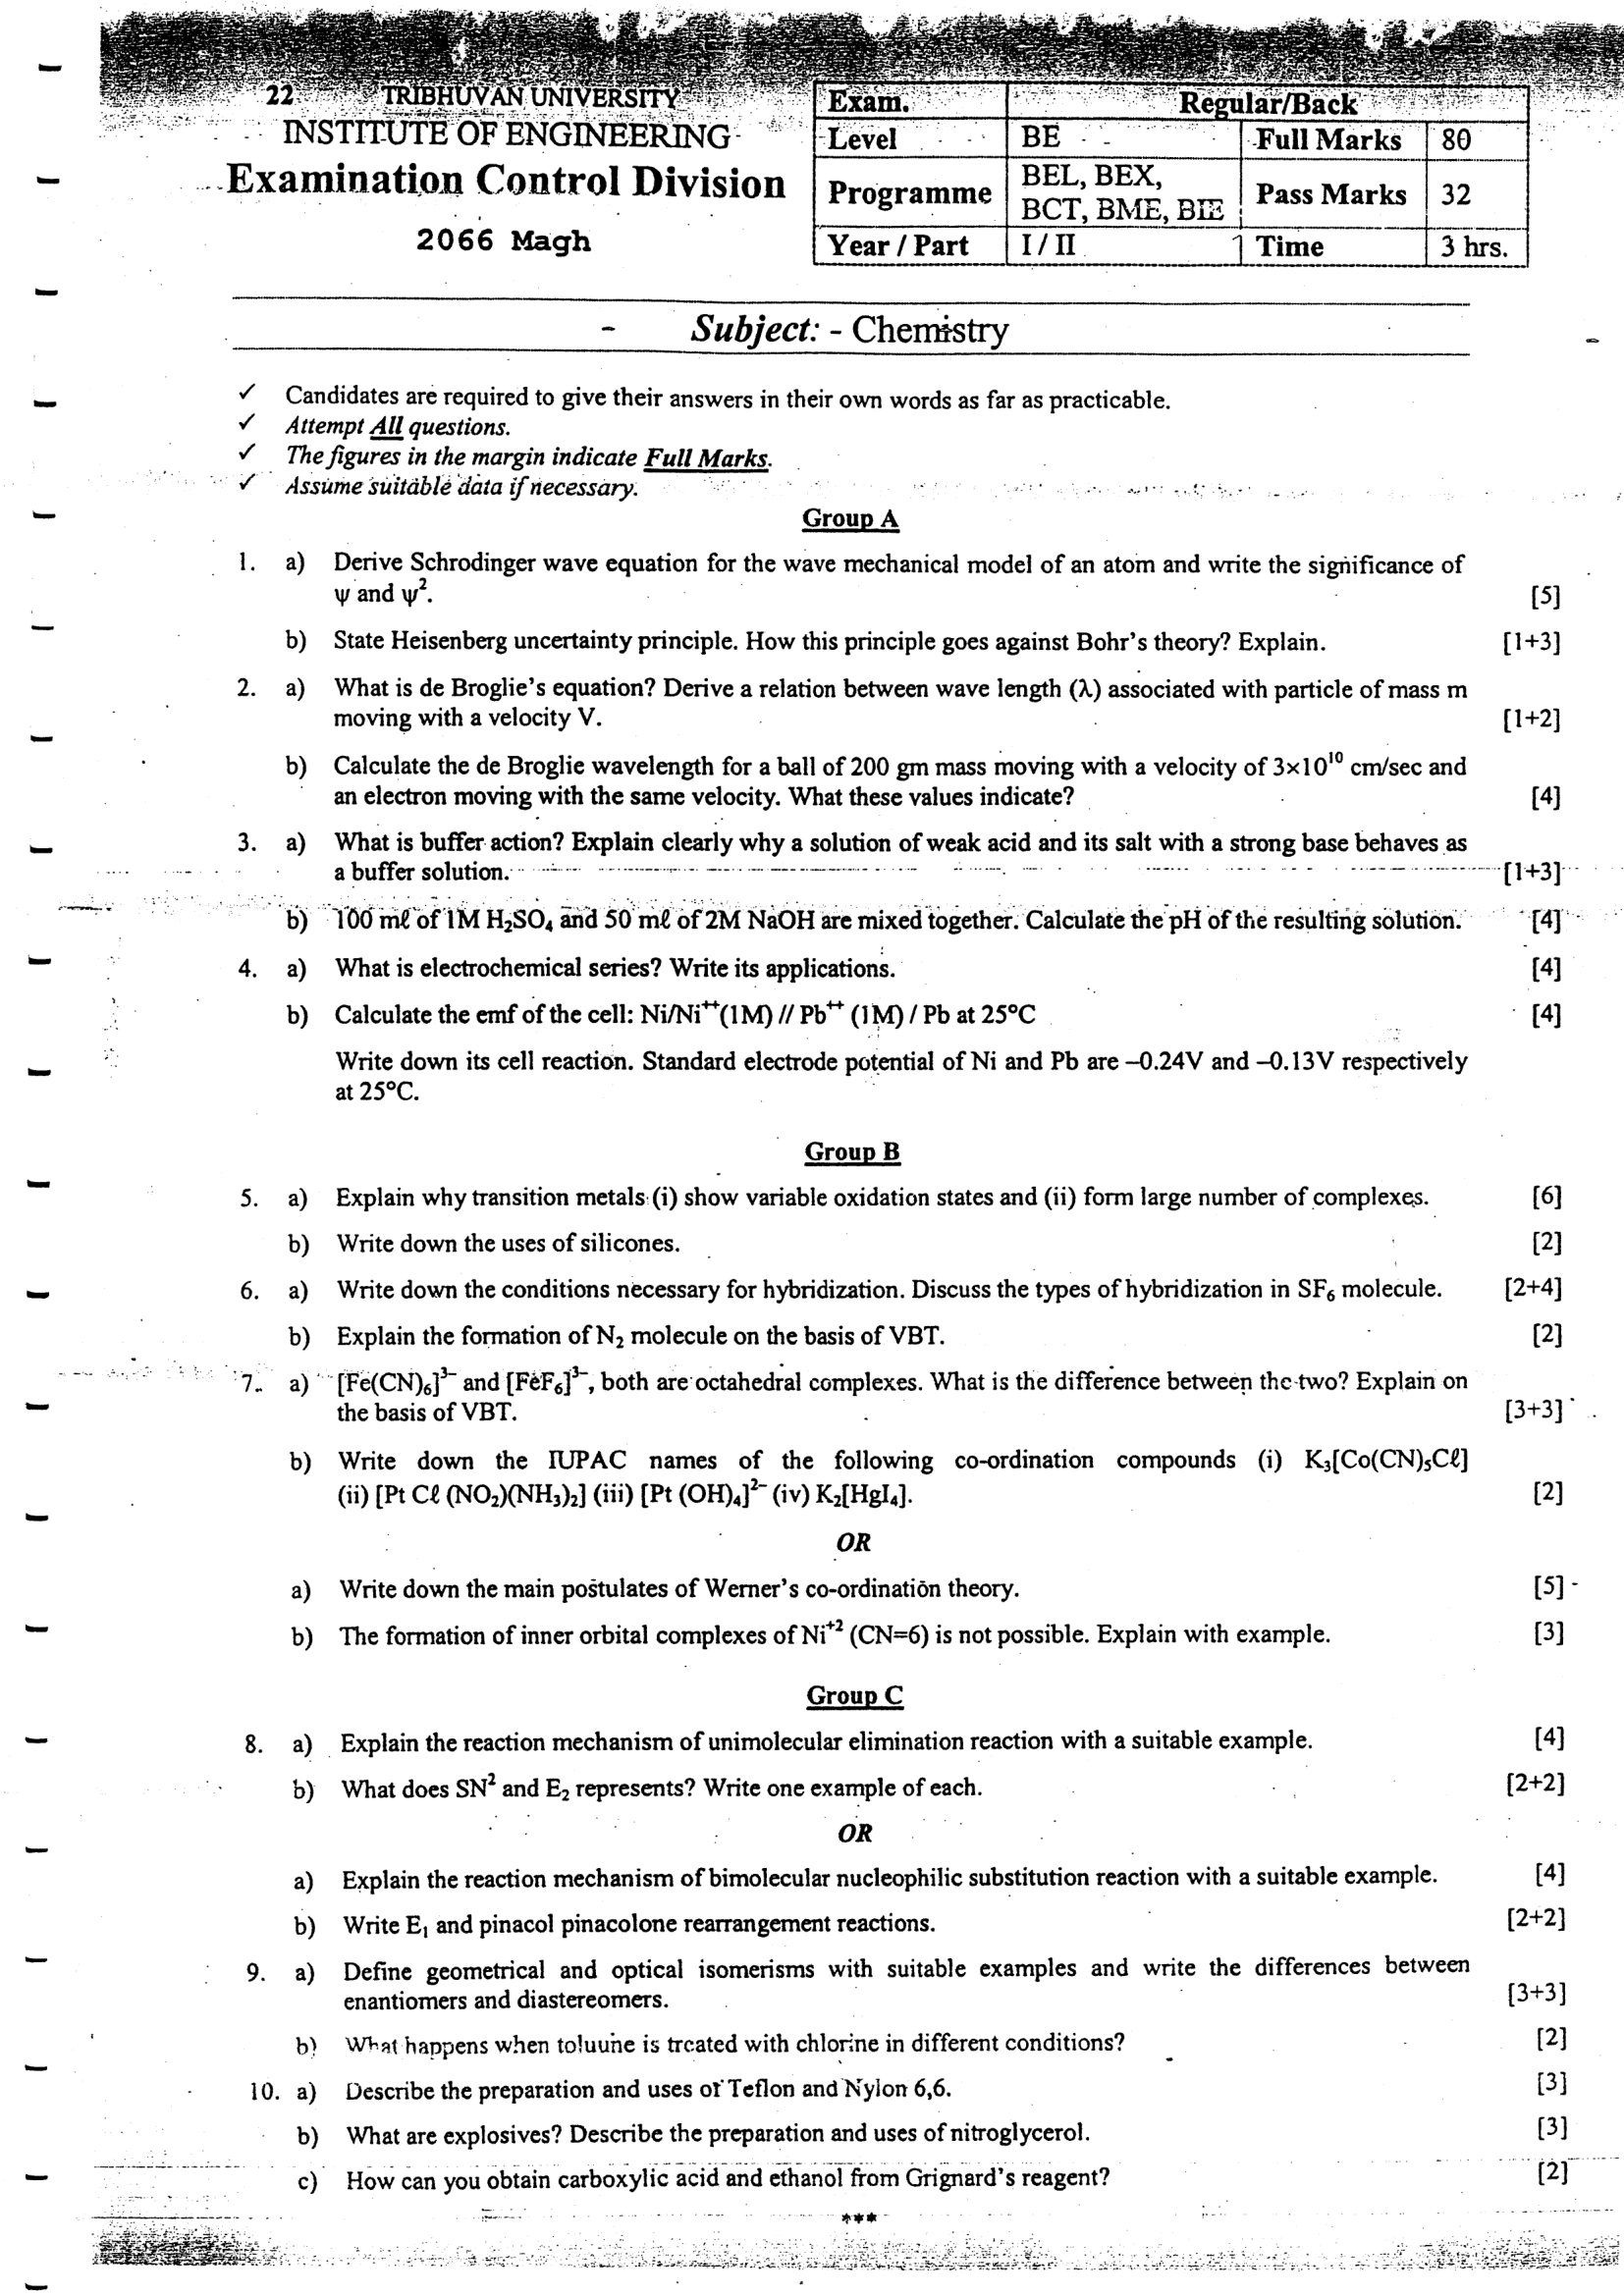 22 TRIBHUVAN UNIVERSITY
INSTITUTE OF ENGINEERING
Examination Control Division
2066 Magh
Exam. Regular/Back
Level BE Full Marks 80
Programme BEL, BEX, BCT, BME, BIE Pass Marks 32
Year / Part I / II Time 3 hrs.
Subject: - Chemistry
✓ Candidates are required to give their answers in their own words as far as practicable.
✓ Attempt All questions.
✓ The figures in the margin indicate Full Marks.
✓ Assume suitable data if necessary.
Group A
1. a) Derive Schrodinger wave equation for the wave mechanical model of an atom and write the significance of
ψ and ψ². [5]
b) State Heisenberg uncertainty principle. How this principle goes against Bohr's theory? Explain. [1+3]
2. a) What is de Broglie's equation? Derive a relation between wave length (λ) associated with particle of mass m
moving with a velocity V. [1+2]
b) Calculate the de Broglie wavelength for a ball of 200 gm mass moving with a velocity of 3×10¹⁰ cm/sec and
an electron moving with the same velocity. What these values indicate? [4]
3. a) What is buffer action? Explain clearly why a solution of weak acid and its salt with a strong base behaves as
a buffer solution. [1+3]
b) 100 mℓ of 1M H₂SO₄ and 50 mℓ of 2M NaOH are mixed together. Calculate the pH of the resulting solution. [4]
4. a) What is electrochemical series? Write its applications. [4]
b) Calculate the emf of the cell: Ni/Ni⁺⁺(1M) // Pb⁺⁺ (1M) / Pb at 25°C [4]
Write down its cell reaction. Standard electrode potential of Ni and Pb are –0.24V and –0.13V respectively
at 25°C.
Group B
5. a) Explain why transition metals (i) show variable oxidation states and (ii) form large number of complexes. [6]
b) Write down the uses of silicones. [2]
6. a) Write down the conditions necessary for hybridization. Discuss the types of hybridization in SF₆ molecule. [2+4]
b) Explain the formation of N₂ molecule on the basis of VBT. [2]
7. a) [Fe(CN)₆]³⁻ and [FeF₆]³⁻, both are octahedral complexes. What is the difference between the two? Explain on
the basis of VBT. [3+3]
b) Write down the IUPAC names of the following co-ordination compounds (i) K₃[Co(CN)₅Cℓ]
(ii) [Pt Cℓ (NO₂)(NH₃)₂] (iii) [Pt (OH)₄]²⁻ (iv) K₂[HgI₄]. [2]
OR
a) Write down the main postulates of Werner's co-ordination theory. [5]
b) The formation of inner orbital complexes of Ni⁺² (CN=6) is not possible. Explain with example. [3]
Group C
8. a) Explain the reaction mechanism of unimolecular elimination reaction with a suitable example. [4]
b) What does SN² and E₂ represents? Write one example of each. [2+2]
OR
a) Explain the reaction mechanism of bimolecular nucleophilic substitution reaction with a suitable example. [4]
b) Write E₁ and pinacol pinacolone rearrangement reactions. [2+2]
9. a) Define geometrical and optical isomerisms with suitable examples and write the differences between
enantiomers and diastereomers. [3+3]
b) What happens when toluune is treated with chlorine in different conditions? [2]
10. a) Describe the preparation and uses of Teflon and Nylon 6,6. [3]
b) What are explosives? Describe the preparation and uses of nitroglycerol. [3]
c) How can you obtain carboxylic acid and ethanol from Grignard's reagent? [2]
***